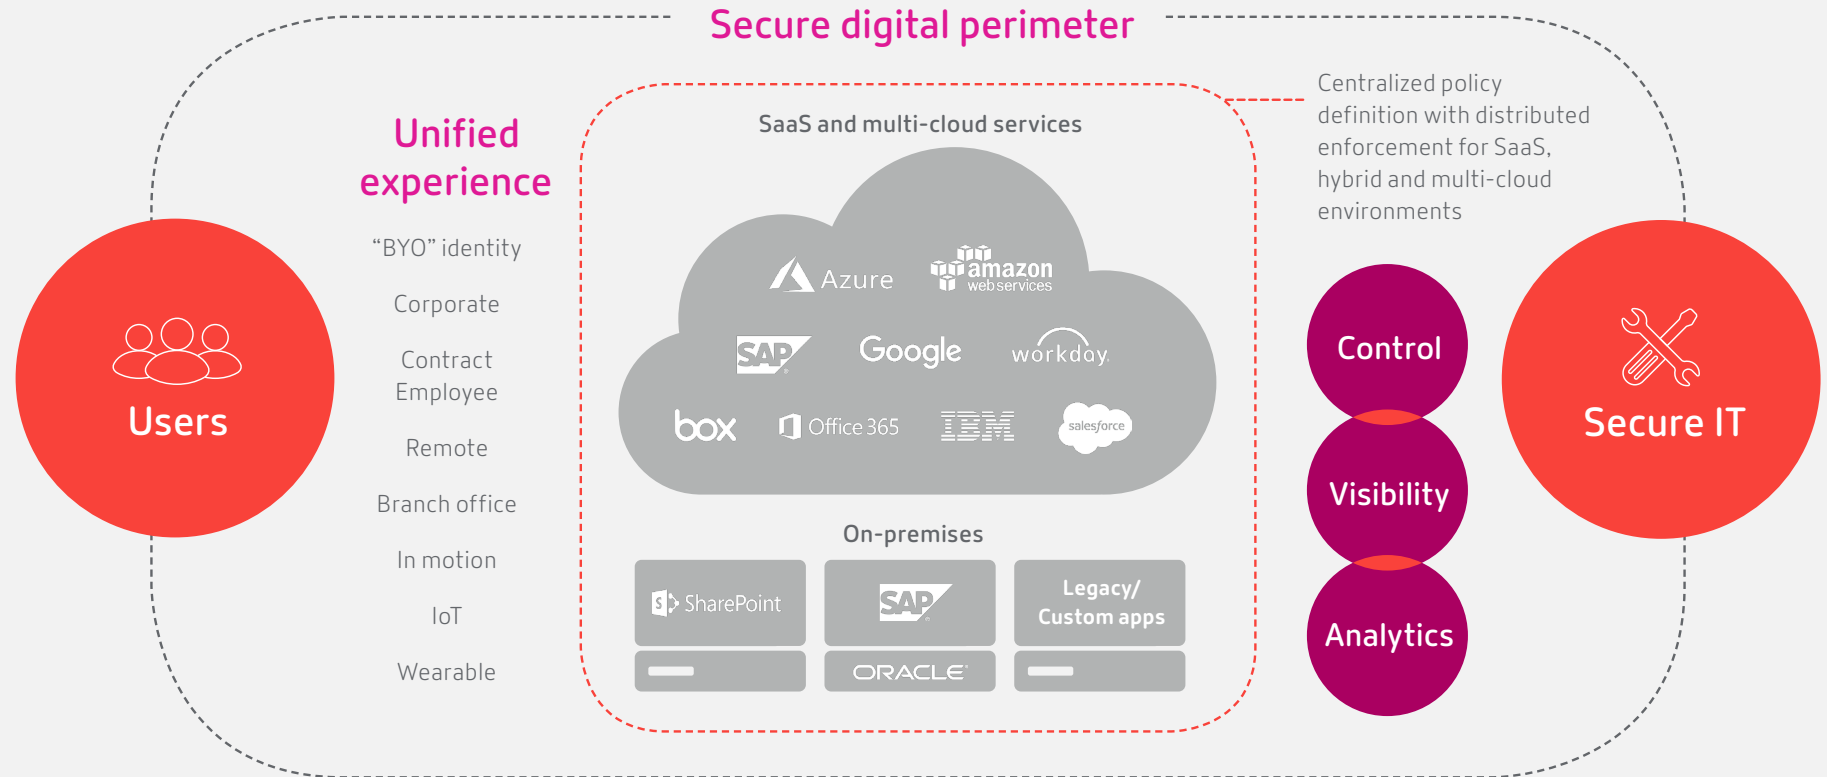 Secure digital perimeter
Unified
experience
“BYO” identity
Corporate
Contract
Employee
Remote
Branch office
In motion
IoT
Wearable
Users
SaaS and multi-cloud services
Azure
amazon
webservices
SAP
®
Google
workday.
box
Office 365
IBM
salesforce
On-premises
S
SharePoint
SAP
®
ORACLE®
Legacy/
Custom apps
Centralized policy
definition with distributed
enforcement for SaaS,
hybrid and multi-cloud
environments
Control
Visibility
Analytics
Secure IT